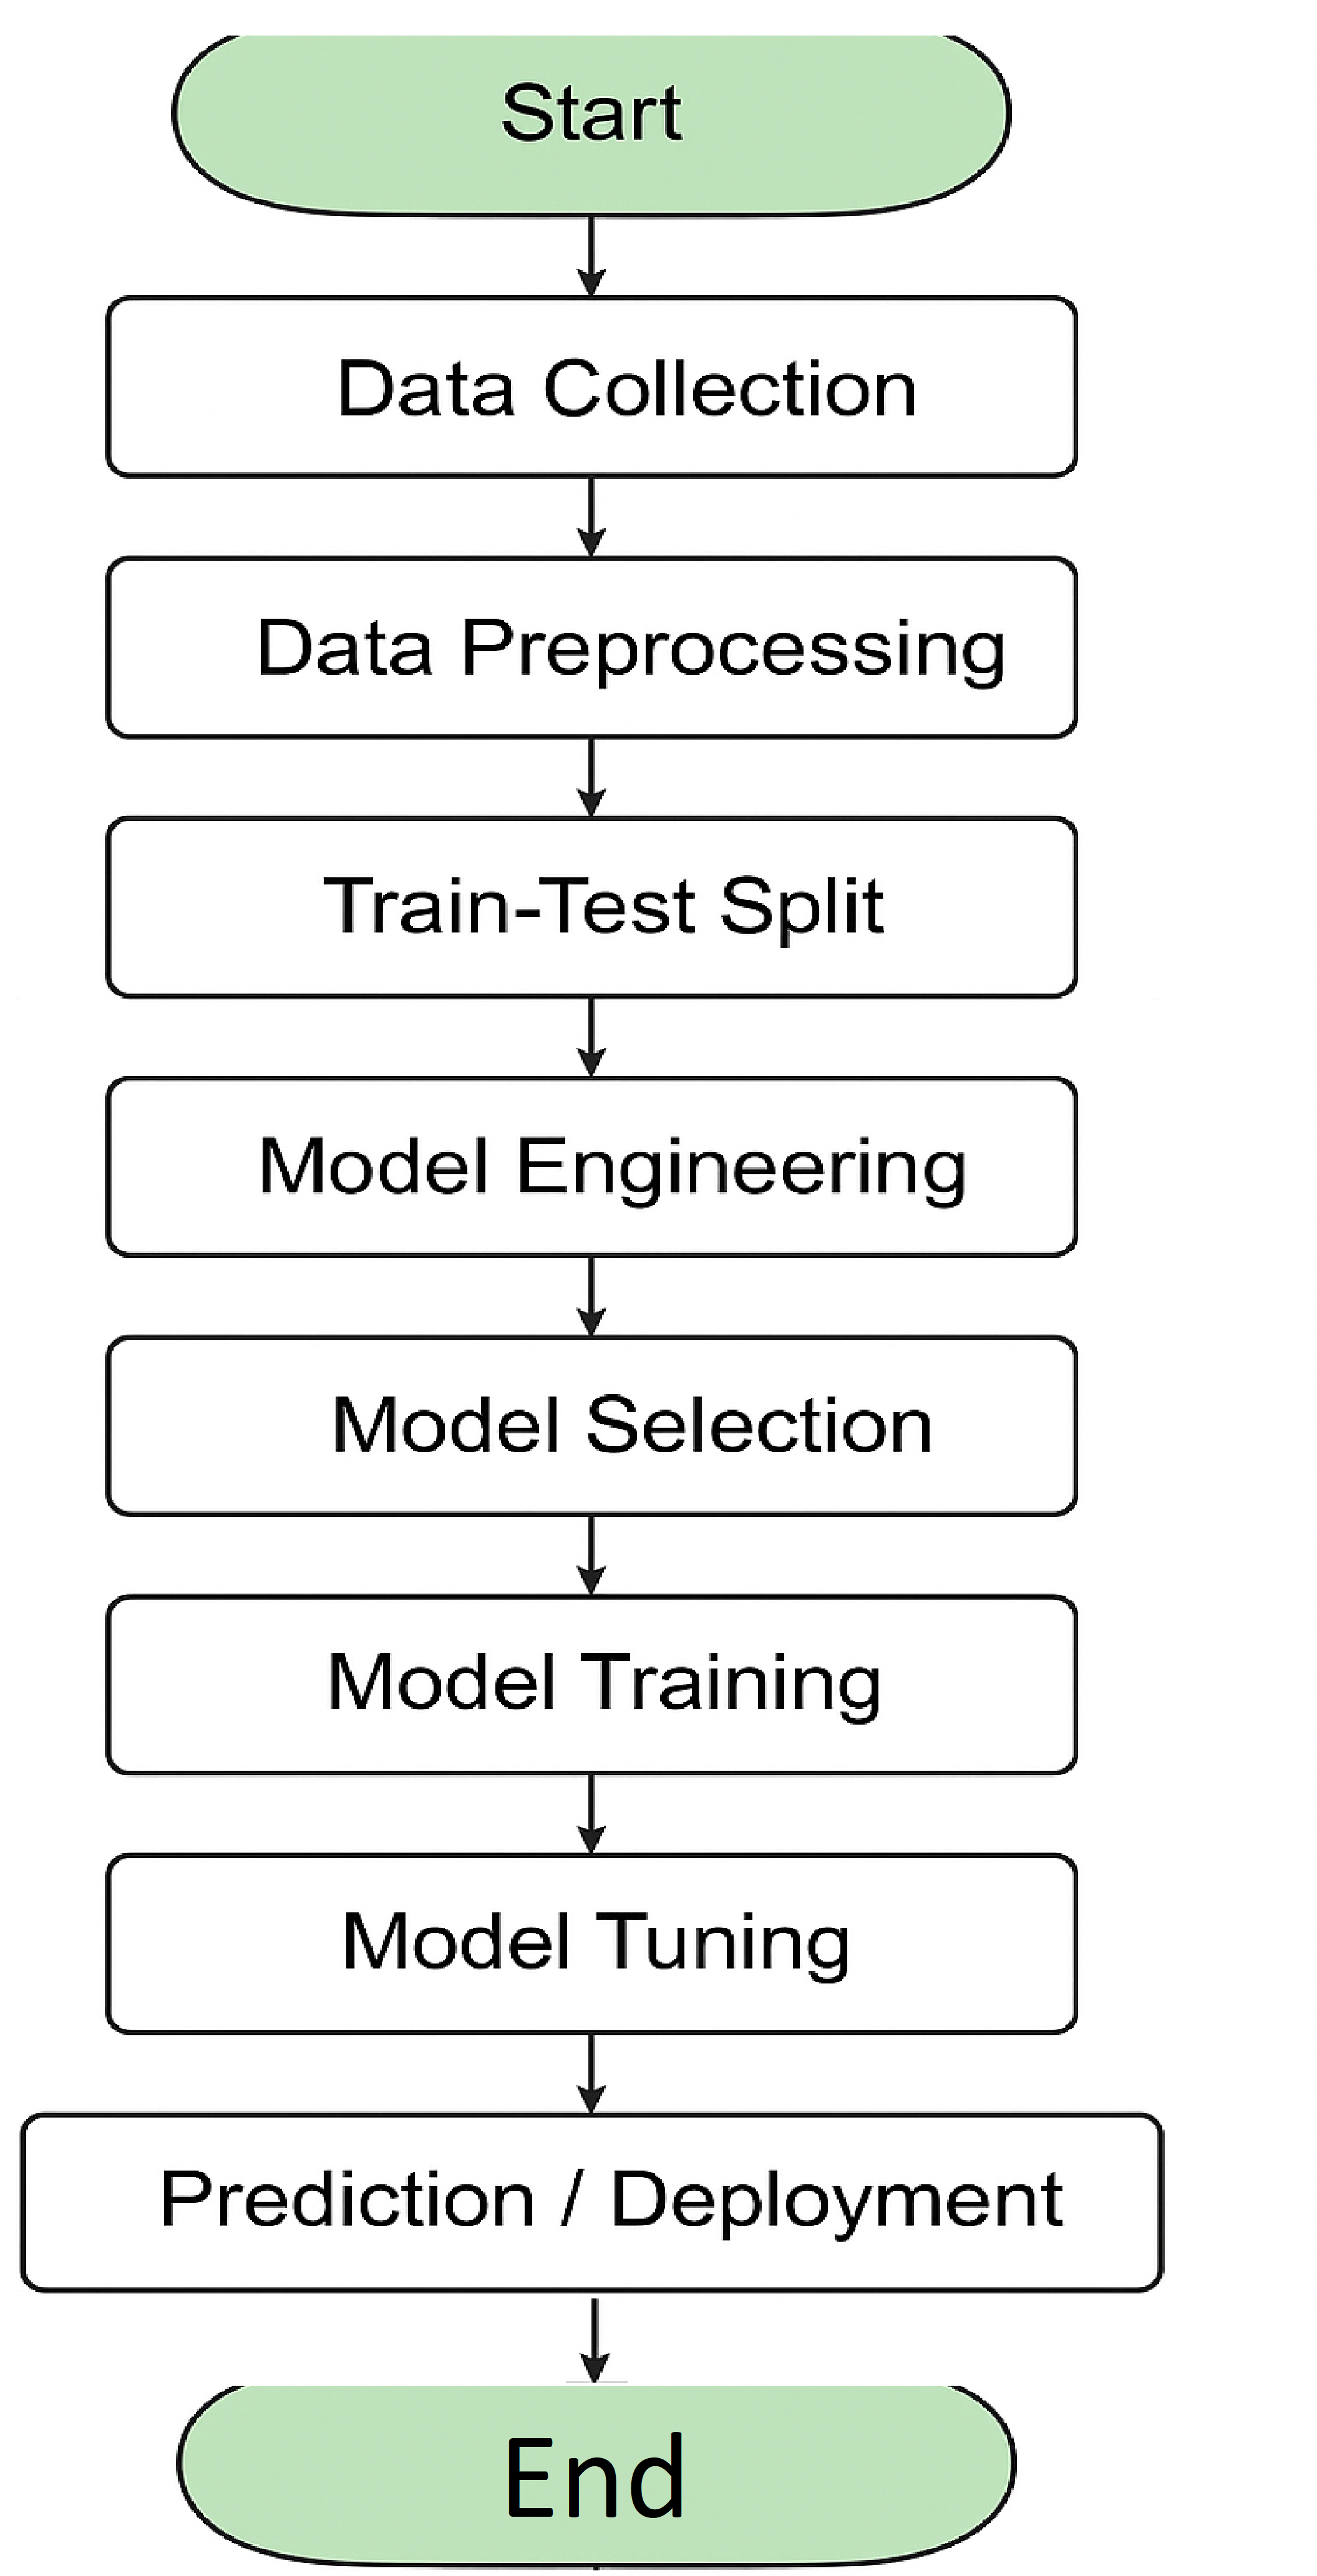 Start
Data Collection
Data Preprocessing
Train-Test Split
Model Engineering
Model Selection
Model Training
Model Tuning
Prediction / Deployment
End